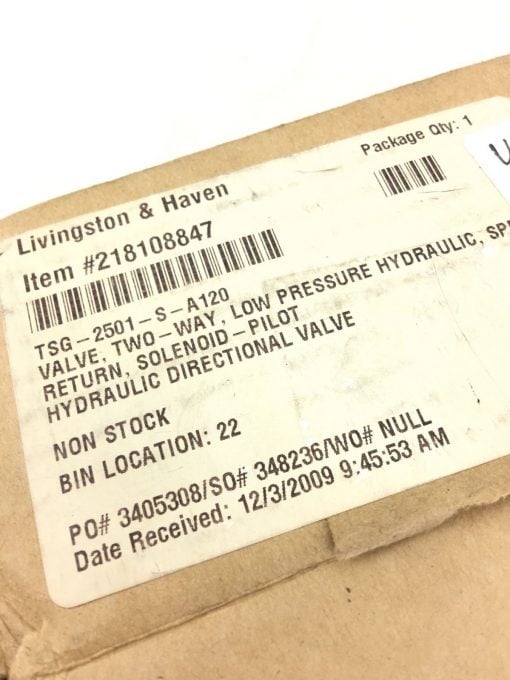 Livingston & Haven
Package Qty: 1
Item #218108847
TSG-2501-S-A120
VALVE, TWO-WAY, LOW PRESSURE HYDRAULIC,
RETURN, SOLENOID-PILOT
HYDRAULIC DIRECTIONAL VALVE
NON STOCK
BIN LOCATION: 22
PO# 3405308/SO# 348236/WO# NULL
Date Received: 12/3/2009 9:45:53 AM